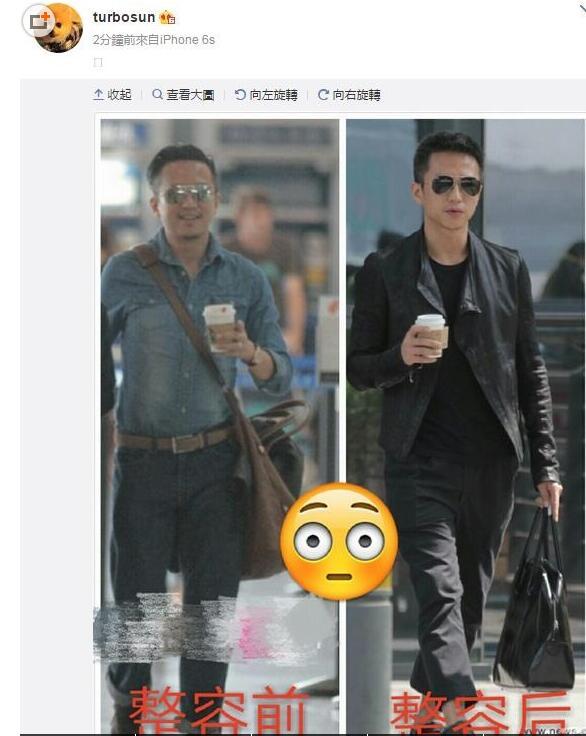 turbosun
2分鐘前來自iPhone 6s
收起
查看大圖
向左旋轉
向右旋轉
整容前
整容后